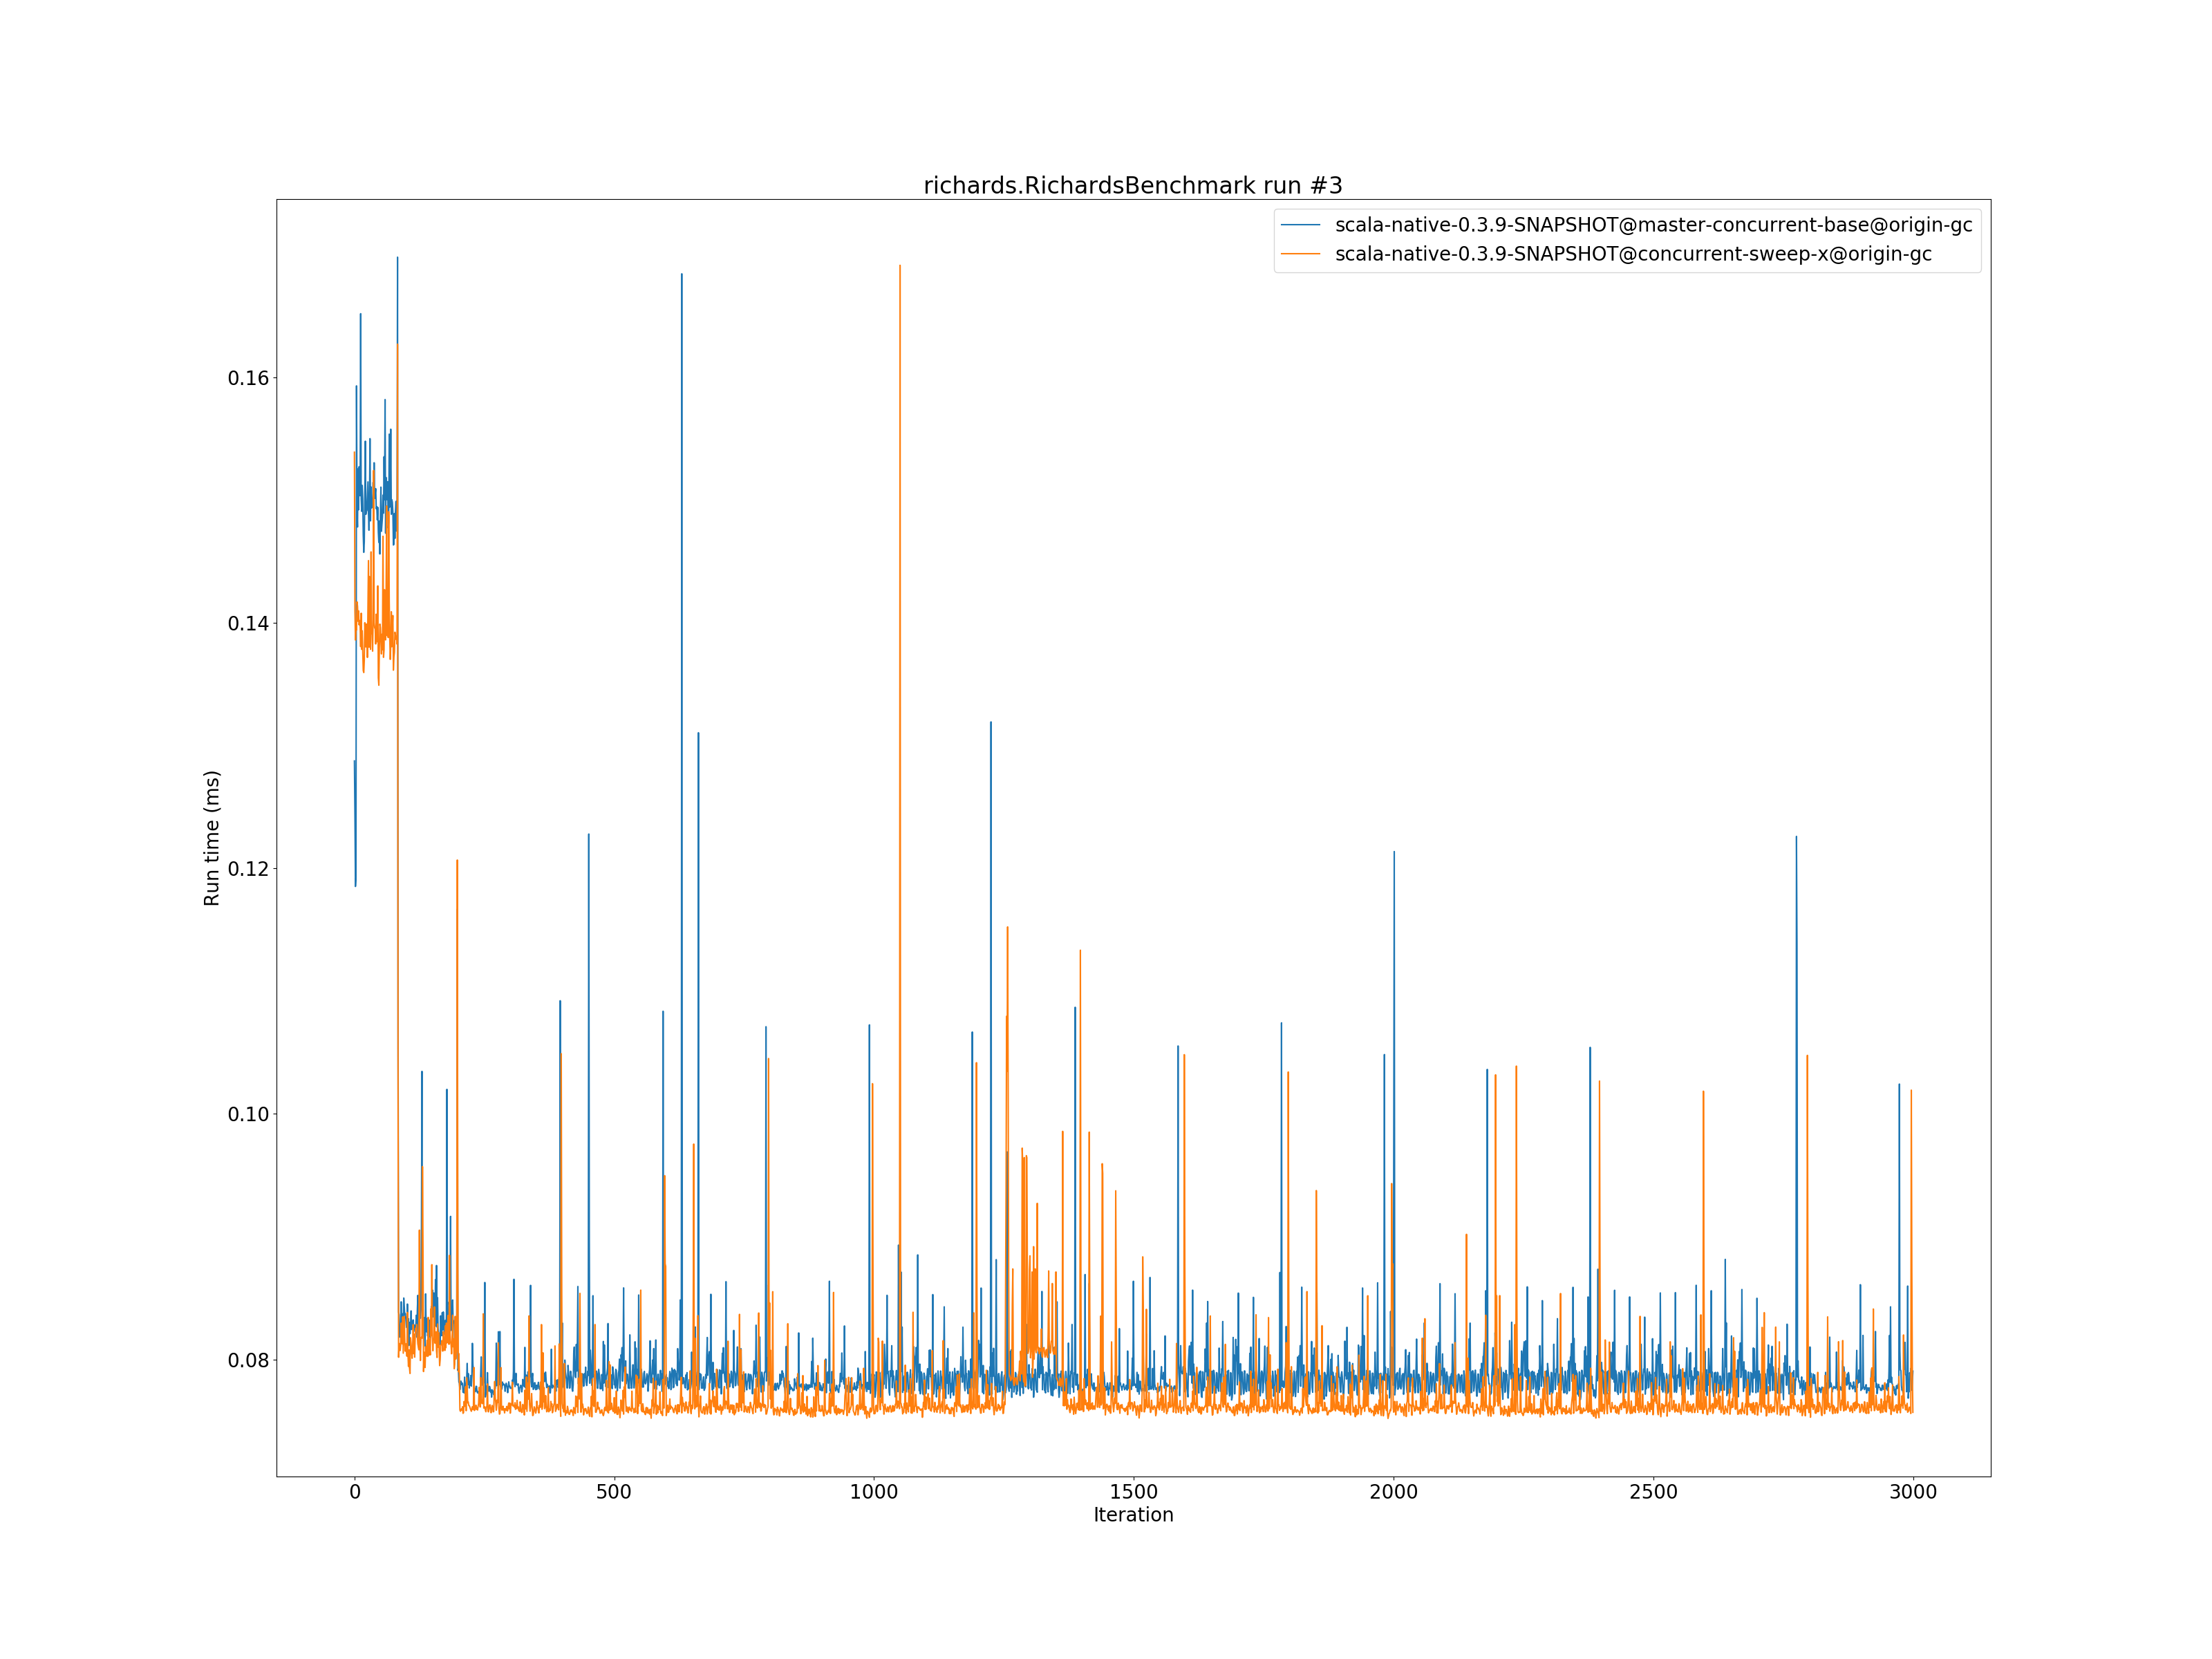 richards.RichardsBenchmark run #3
scala-native-0.3.9-SNAPSHOT@master-concurrent-base@origin-gc
scala-native-0.3.9-SNAPSHOT@concurrent-sweep-x@origin-gc
0.16
0.14
0.12
0.10
0.08
Run time (ms)
0 500 1000 1500 2000 2500 3000
Iteration